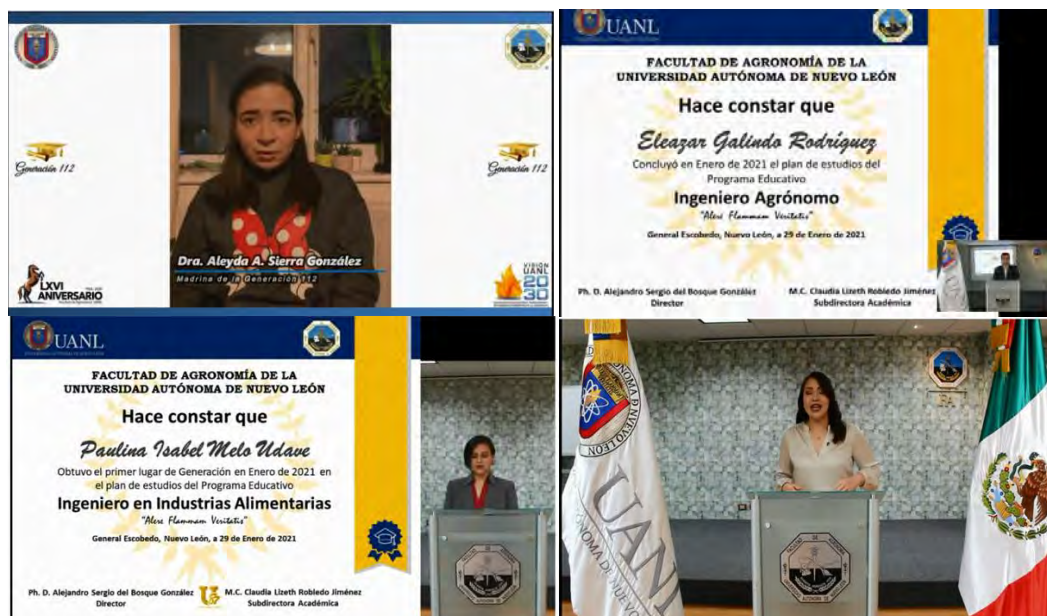 Generación 112
Generación 112
Dra. Aleyda A. Sierra González
Madrina de la Generación 112
LXVI
ANIVERSARIO
VISIÓN
UANL
20
30
UANL
FACULTAD DE AGRONOMÍA DE LA
UNIVERSIDAD AUTÓNOMA DE NUEVO LEÓN
Hace constar que
Eleazar Galindo Rodríguez
Concluyó en Enero de 2021 el plan de estudios del
Programa Educativo
Ingeniero Agrónomo
"Alere Flammam Veritatis"
General Escobedo, Nuevo León, a 29 de Enero de 2021
Ph. D. Alejandro Sergio del Bosque González
Director
M.C. Claudia Lizeth Robledo Jiménez
Subdirectora Académica
UANL
FACULTAD DE AGRONOMÍA DE LA
UNIVERSIDAD AUTÓNOMA DE NUEVO LEÓN
Hace constar que
Paulina Isabel Melo Udave
Obtuvo el primer lugar de Generación en Enero de 2021 en
el plan de estudios del Programa Educativo
Ingeniero en Industrias Alimentarias
"Alere Flammam Veritatis"
General Escobedo, Nuevo León, a 29 de Enero de 2021
Ph. D. Alejandro Sergio del Bosque González
Director
M.C. Claudia Lizeth Robledo Jiménez
Subdirectora Académica
UANL